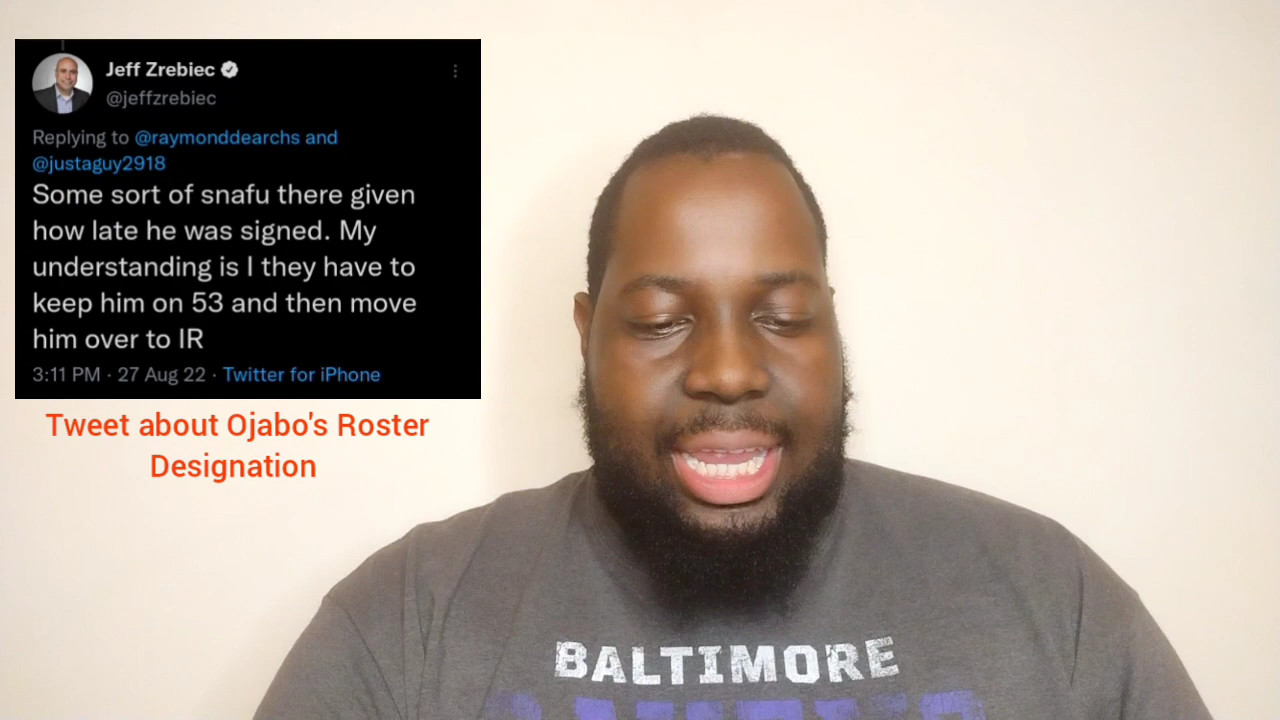 Jeff Zrebiec
@jeffzrebiec
Replying to @raymonddearchs and
@justaguy2918
Some sort of snafu there given
how late he was signed. My
understanding is I they have to
keep him on 53 and then move
him over to IR
3:11 PM · 27 Aug 22 · Twitter for iPhone
Tweet about Ojabo's Roster
Designation
BALTIMORE